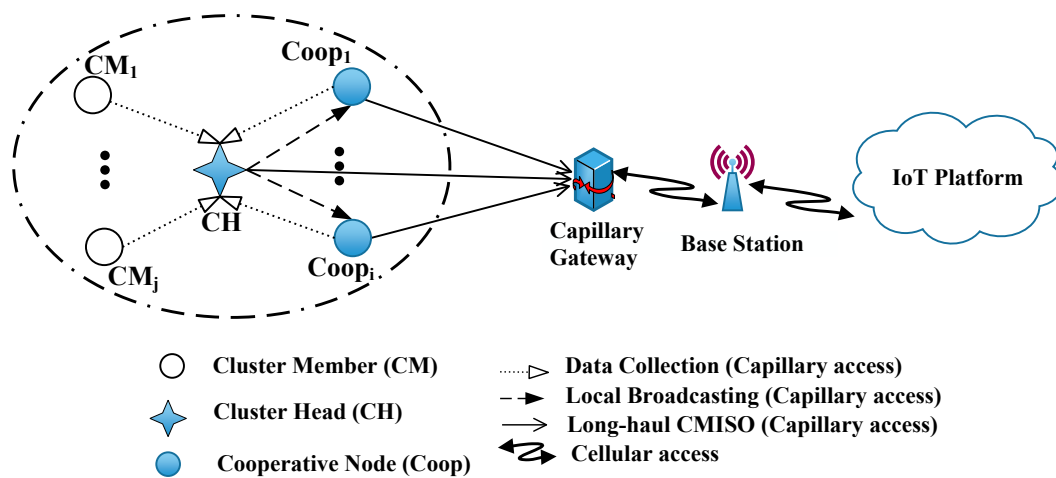 CM1
Coop1
CH
CMj
Coopi
Capillary
Gateway
Base Station
IoT Platform
Cluster Member (CM)
Cluster Head (CH)
Cooperative Node (Coop)
Data Collection (Capillary access)
Local Broadcasting (Capillary access)
Long-haul CMISO (Capillary access)
Cellular access